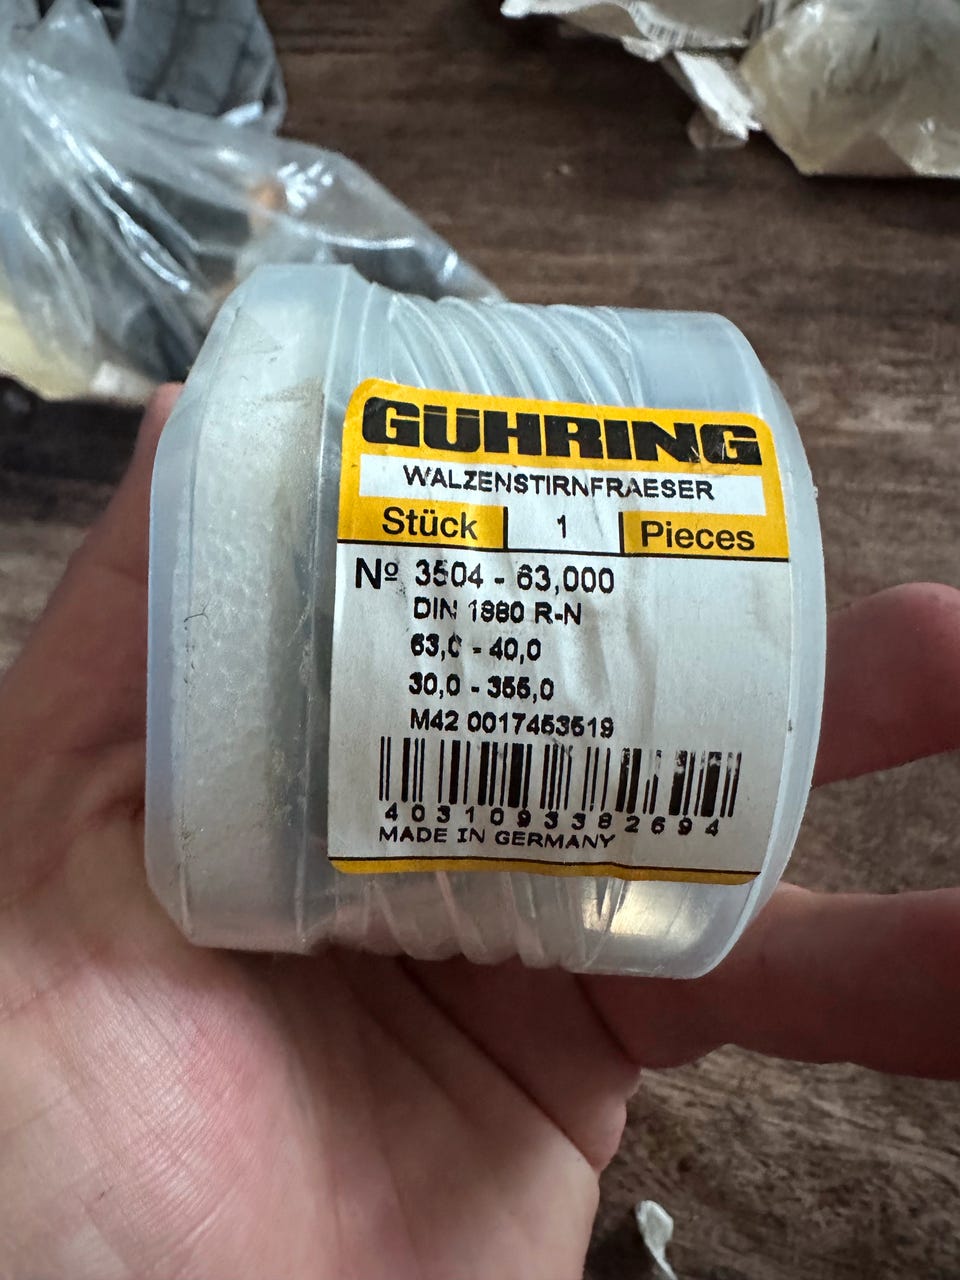 GÜHRING
WALZENSTIRNFRAESER
Stück 1 Pieces
Nº 3504 - 63,000
DIN 1880 R-N
63,0 - 40,0
30,0 - 355,0
M42 0017453519
4031093382694
MADE IN GERMANY